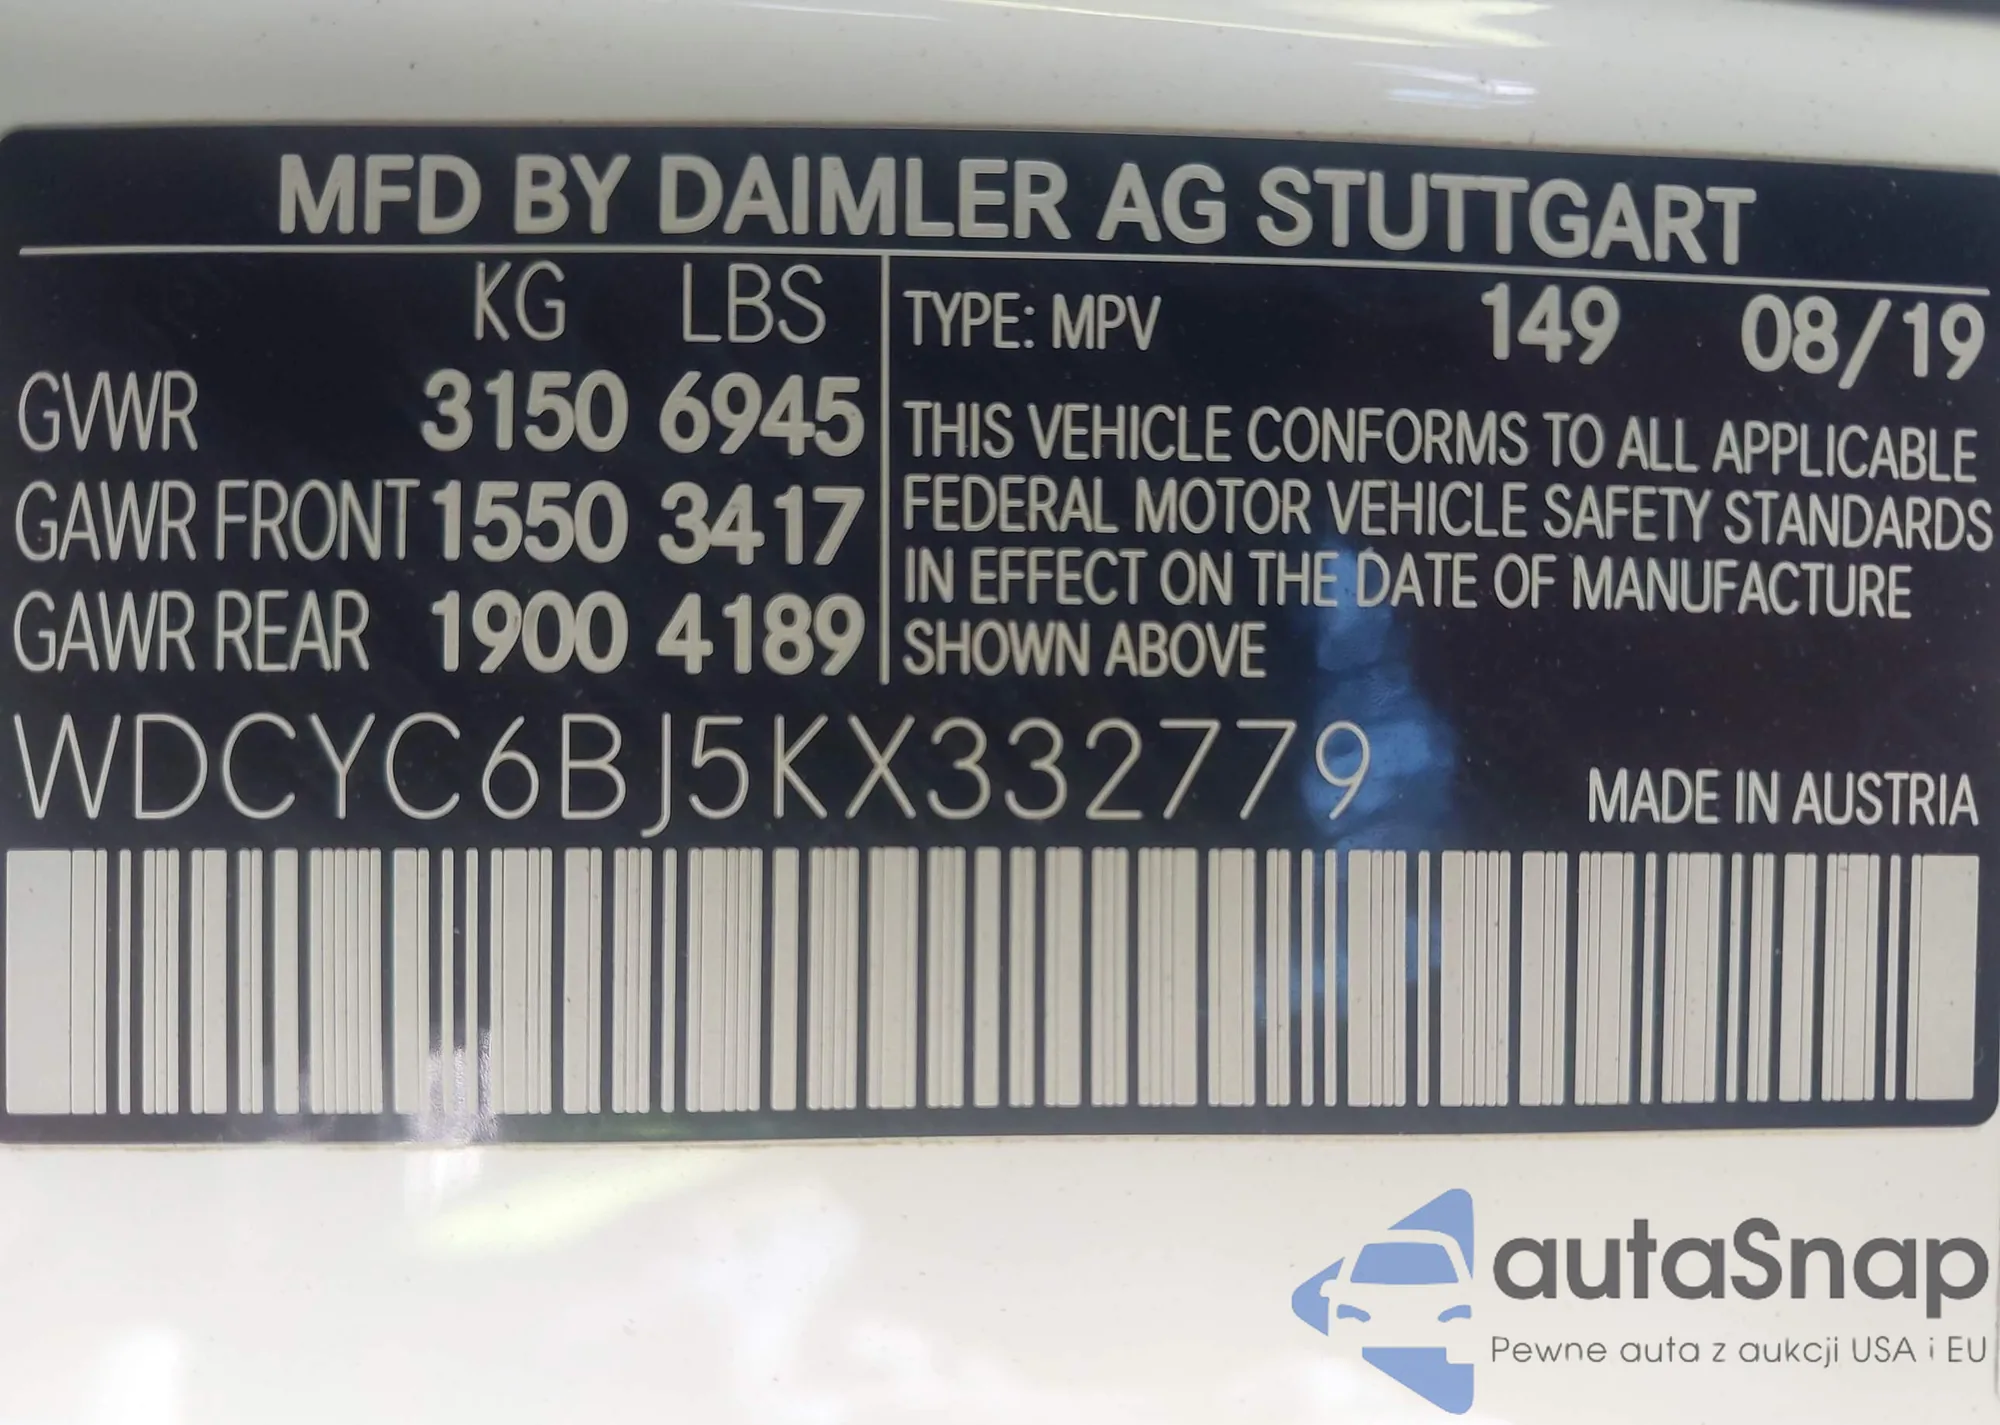 MFD BY DAIMLER AG STUTTGART
KG LBS
GVWR 3150 6945
GAWR FRONT 1550 3417
GAWR REAR 1900 4189
TYPE: MPV 149 08/19
THIS VEHICLE CONFORMS TO ALL APPLICABLE
FEDERAL MOTOR VEHICLE SAFETY STANDARDS
IN EFFECT ON THE DATE OF MANUFACTURE
SHOWN ABOVE
WDCYC6BJ5KX332779
MADE IN AUSTRIA
autaSnap
Pewne auta z aukcji USA i EU